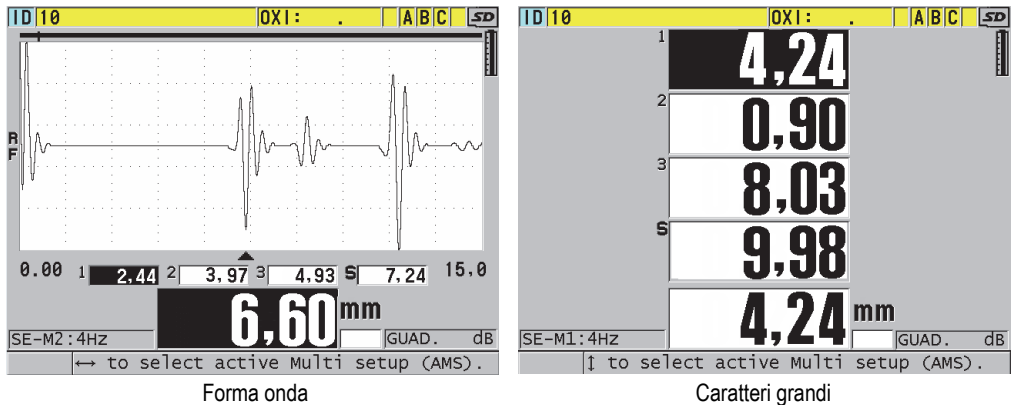 ID 10 OXI: . A B C SD
R
F
0.00 1 2,44 2 3,97 3 4,93 S 7,24 15.0
6,60 mm
SE-M2:4Hz GUAD. dB
↔ to select active Multi setup (AMS).
Forma onda
ID 10 OXI: . A B C SD
1 4,24
2 0,90
3 8,03
S 9,98
4,24 mm
SE-M1:4Hz GUAD. dB
↕ to select active Multi setup (AMS).
Caratteri grandi